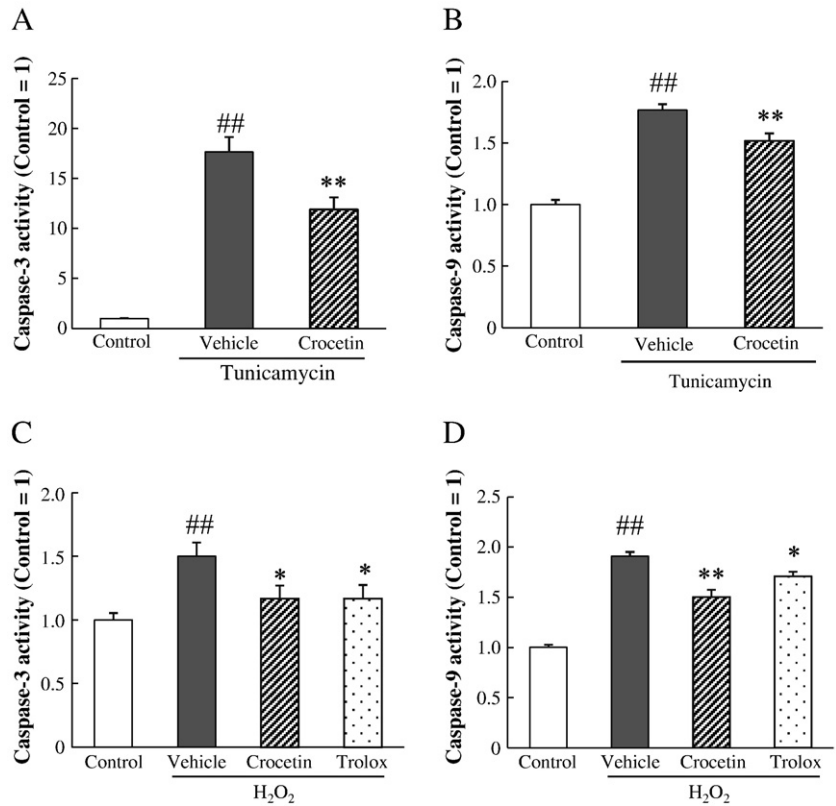 A
Caspase-3 activity (Control = 1)
25
20
15
10
5
0
##
**
Control Vehicle Crocetin
Tunicamycin
B
Caspase-9 activity (Control = 1)
2.0
1.5
1.0
0.5
0
##
**
Control Vehicle Crocetin
Tunicamycin
C
Caspase-3 activity (Control = 1)
2.0
1.5
1.0
0.5
0
##
*
*
Control Vehicle Crocetin Trolox
H₂O₂
D
Caspase-9 activity (Control = 1)
2.5
2.0
1.5
1.0
0.5
0
##
**
*
Control Vehicle Crocetin Trolox
H₂O₂